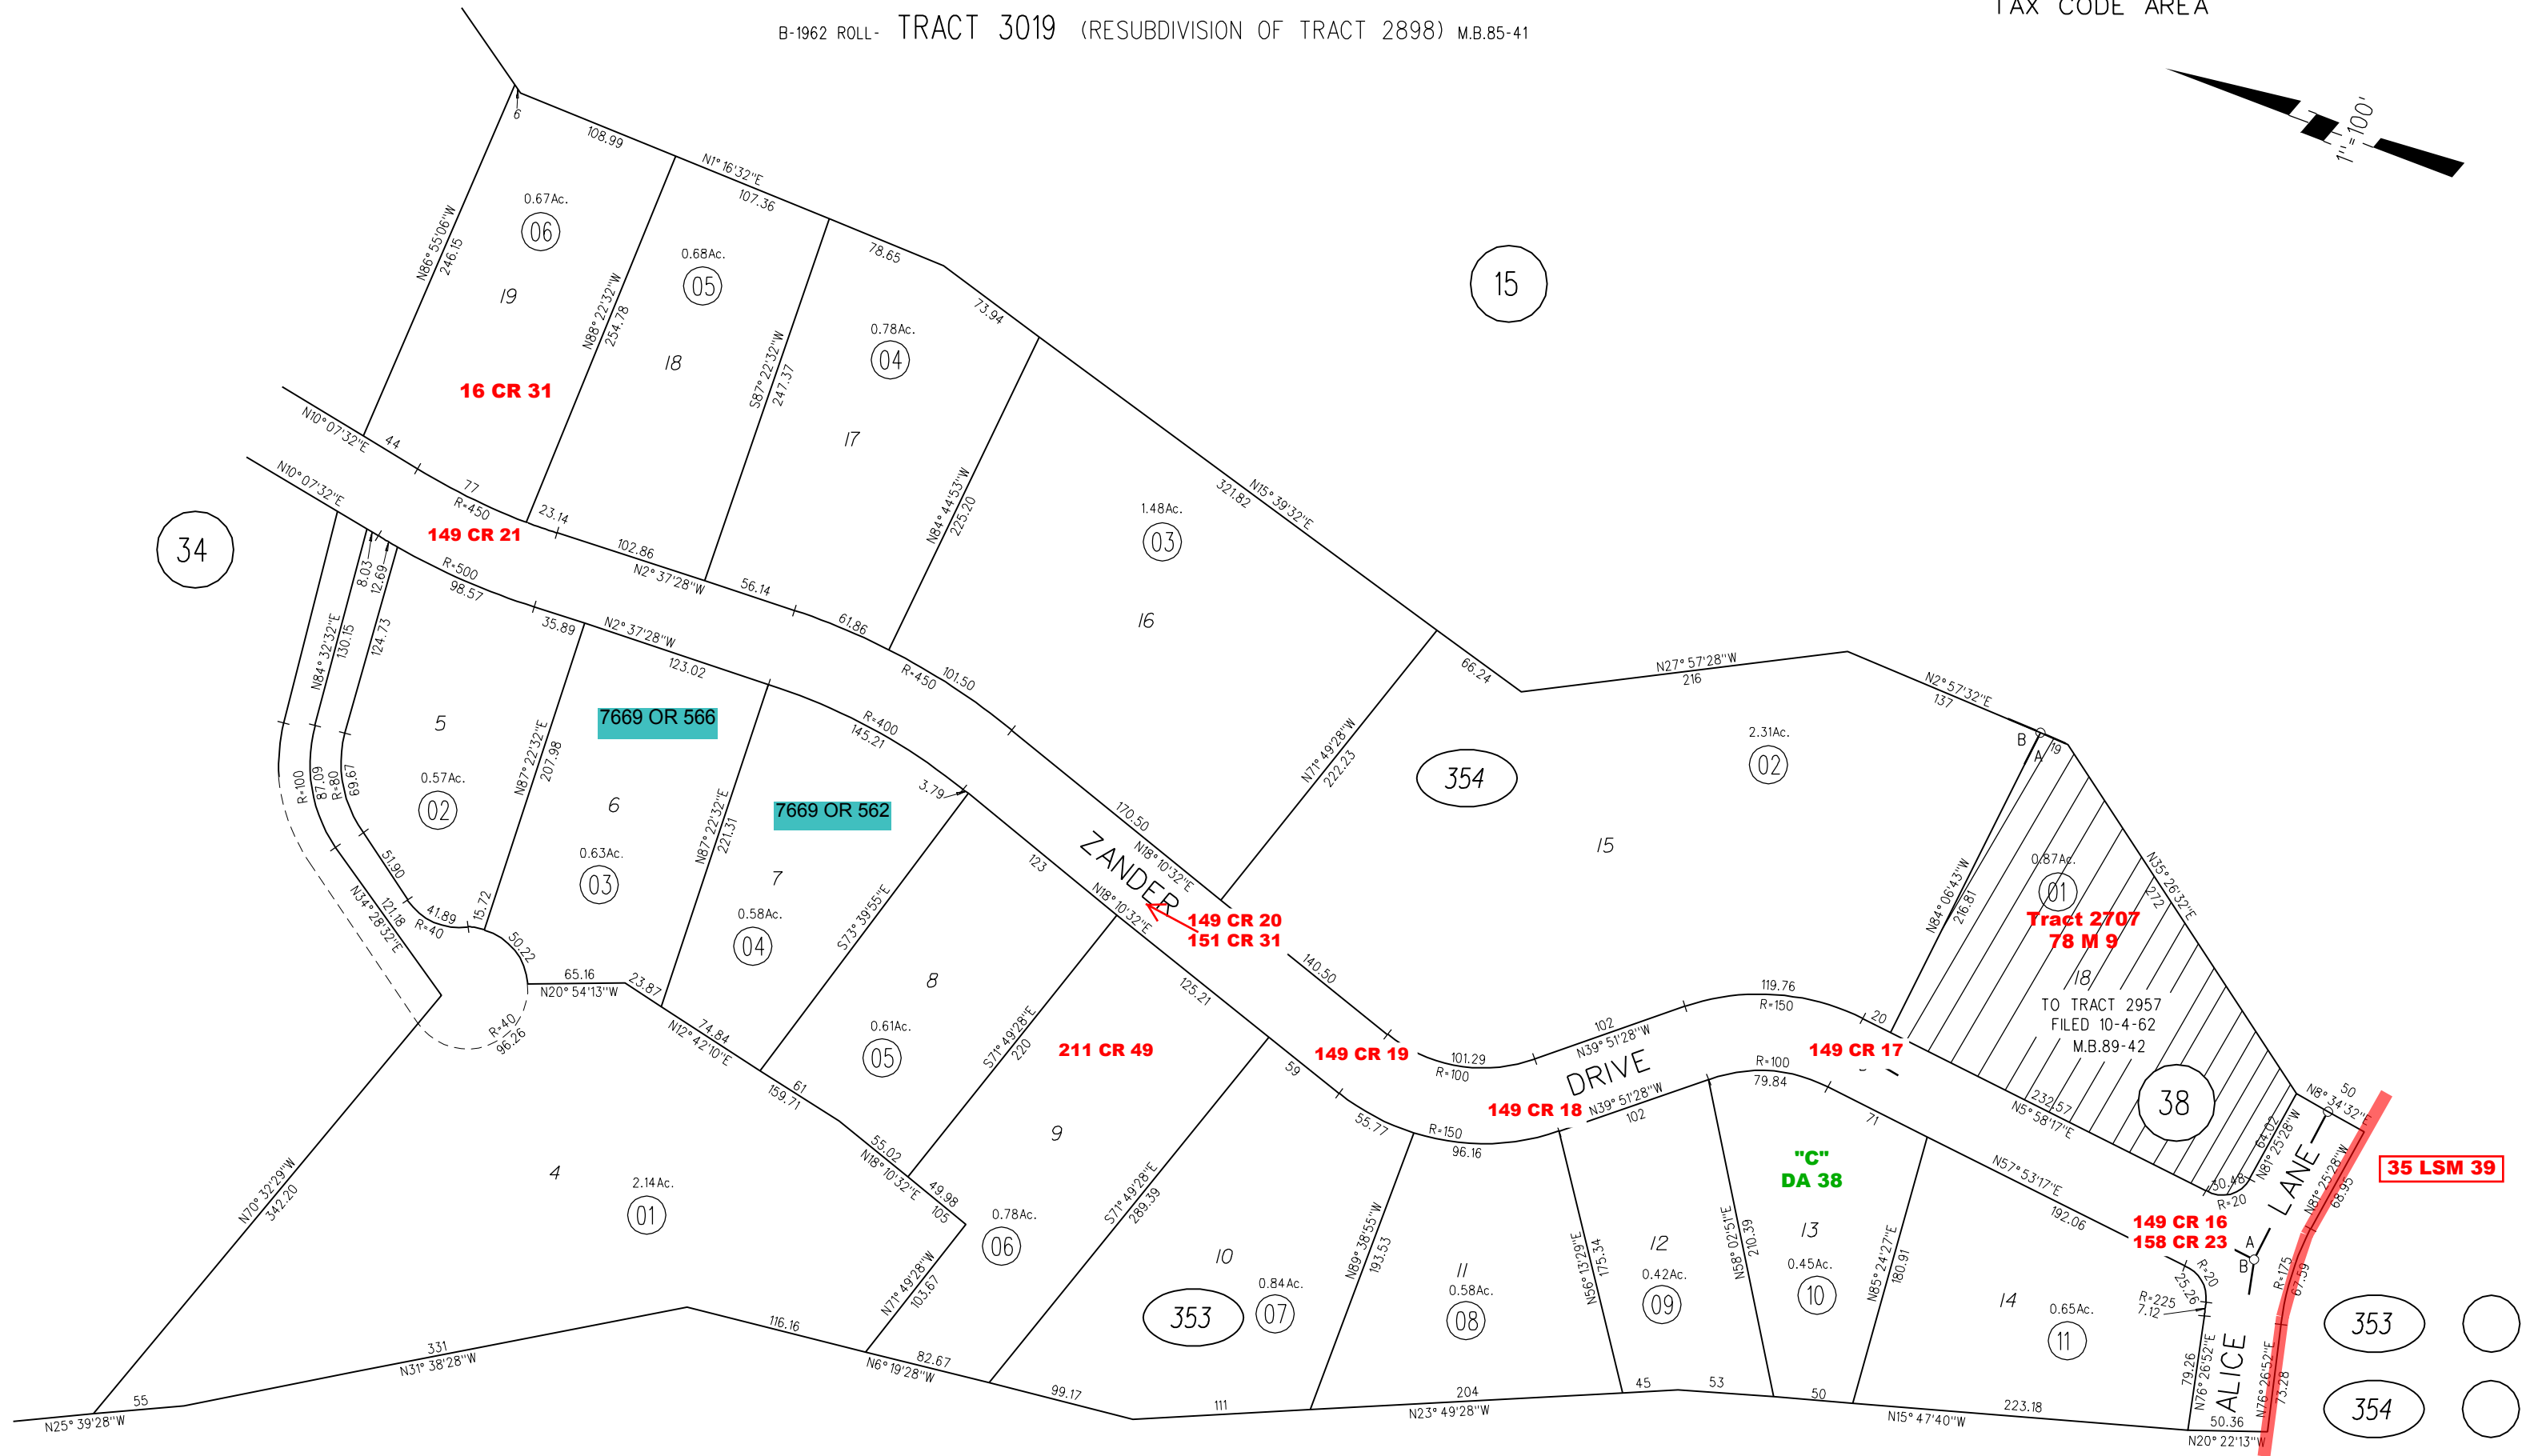 TAX CODE AREA
B-1962 ROLL- TRACT 3019 (RESUBDIVISION OF TRACT 2898) M.B.85-41
1"=100'
6
108.99
N1°16'32"E
107.36
78.65
73.94
N86°55'06"W
246.15
0.67Ac.
06
19
16 CR 31
N88°22'32"W
254.78
0.68Ac.
05
18
S87°22'32"W
247.37
0.78Ac.
04
17
N84°44'53"W
225.20
15
N15°39'32"E
321.82
1.48Ac.
03
16
66.24
N71°49'28"W
222.23
N27°57'28"W
216
N2°57'32"E
137
B
A
19
354
2.31Ac.
02
15
N84°06'43"W
216.81
0.87Ac.
01
Tract 2707
78 M 9
18
TO TRACT 2957
FILED 10-4-62
M.B.89-42
N35°26'32"E
272
38
N10°07'32"E
44
77
R=450
23.14
149 CR 21
102.86
N2°37'28"W
56.14
61.86
R=450
101.50
170.50
N18°10'32"E
ZANDER
149 CR 20
151 CR 31
140.50
149 CR 19
101.29
R=100
102
N39°51'28"W
DRIVE
119.76
R=150
20
149 CR 17
232.57
N5°58'17"E
30.48
R=20
64.02
N81°25'28"W
50
N8°34'32"E
LANE
N81°25'28"W
68.95
35 LSM 39
34
N10°07'32"E
8.03
12.69
R=500
98.57
35.89
N2°37'28"W
123.02
R=400
145.21
3.79
123
N18°10'32"E
125.21
59
55.77
R=150
96.16
149 CR 18
N39°51'28"W
102
R=100
79.84
71
N57°53'17"E
192.06
149 CR 16
158 CR 23
A
B
R=20
25.26
R=225
7.12
R=175
67.59
N84°32'32"E
130.15
124.73
R=100
87.09
R=80
69.67
51.90
121.18
N34°28'32"E
41.89
R=40
15.72
50.22
R=40
96.26
5
0.57Ac.
02
N87°22'32"E
207.98
7669 OR 566
6
0.63Ac.
03
65.16
N20°54'13"W
23.87
N87°22'32"E
221.31
7669 OR 562
7
0.58Ac.
04
74.84
N12°42'10"E
S73°39'55"E
8
0.61Ac.
05
61
159.71
S71°49'28"E
220
211 CR 49
9
55.02
N18°10'32"E
49.98
105
0.78Ac.
06
N71°49'28"W
103.67
4
2.14Ac.
01
N70°32'29"W
342.20
S71°49'28"E
289.39
10
0.84Ac.
353
07
N89°38'55"W
193.53
11
0.58Ac.
08
N56°13'29"E
175.34
12
0.42Ac.
09
N58°02'51"E
210.39
"C"
DA 38
13
0.45Ac.
10
N85°24'27"E
180.91
14
0.65Ac.
11
N76°26'52"E
79.26
ALICE
N76°26'52"E
73.28
353
354
55
N25°39'28"W
331
N31°38'28"W
116.16
82.67
N6°19'28"W
99.17
111
204
N23°49'28"W
45
53
50
223.18
N15°47'40"W
50.36
N20°22'13"W